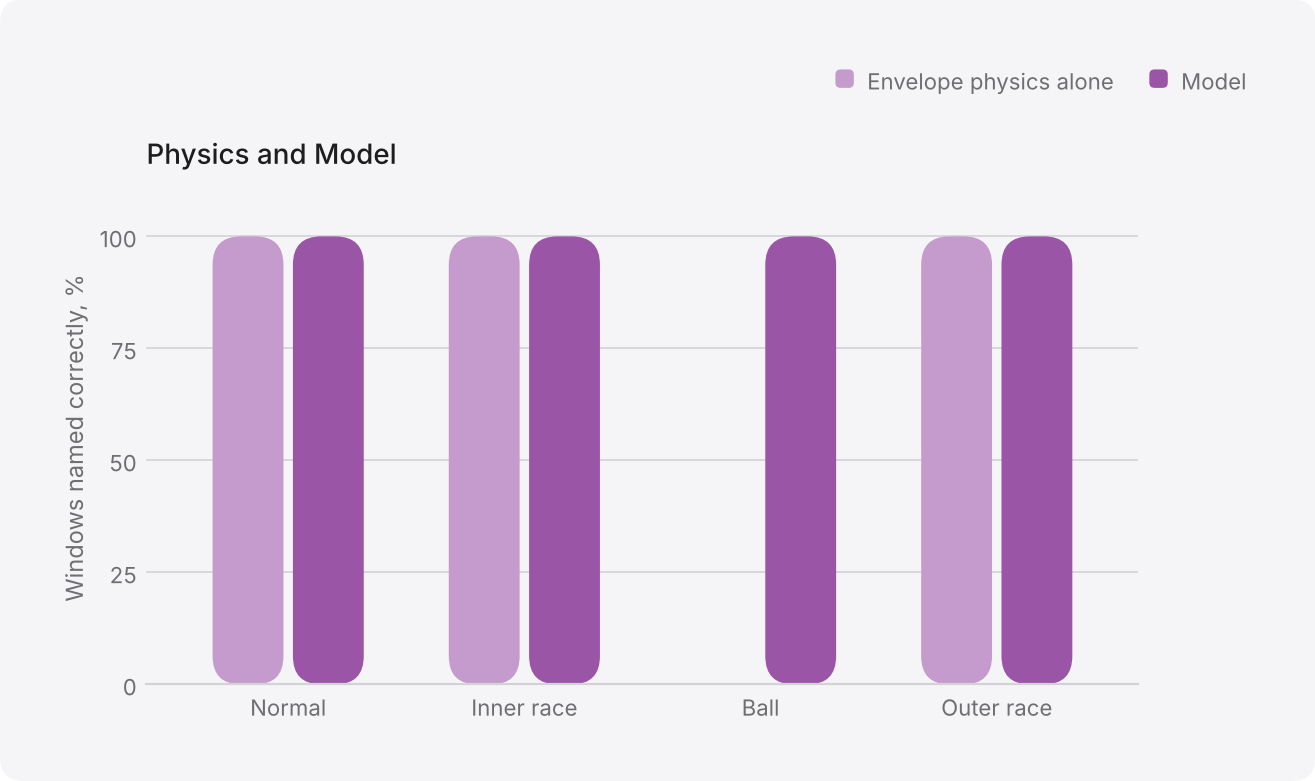 Envelope physics alone
Model
Physics and Model
Windows named correctly, %
100
75
50
25
0
Normal
Inner race
Ball
Outer race